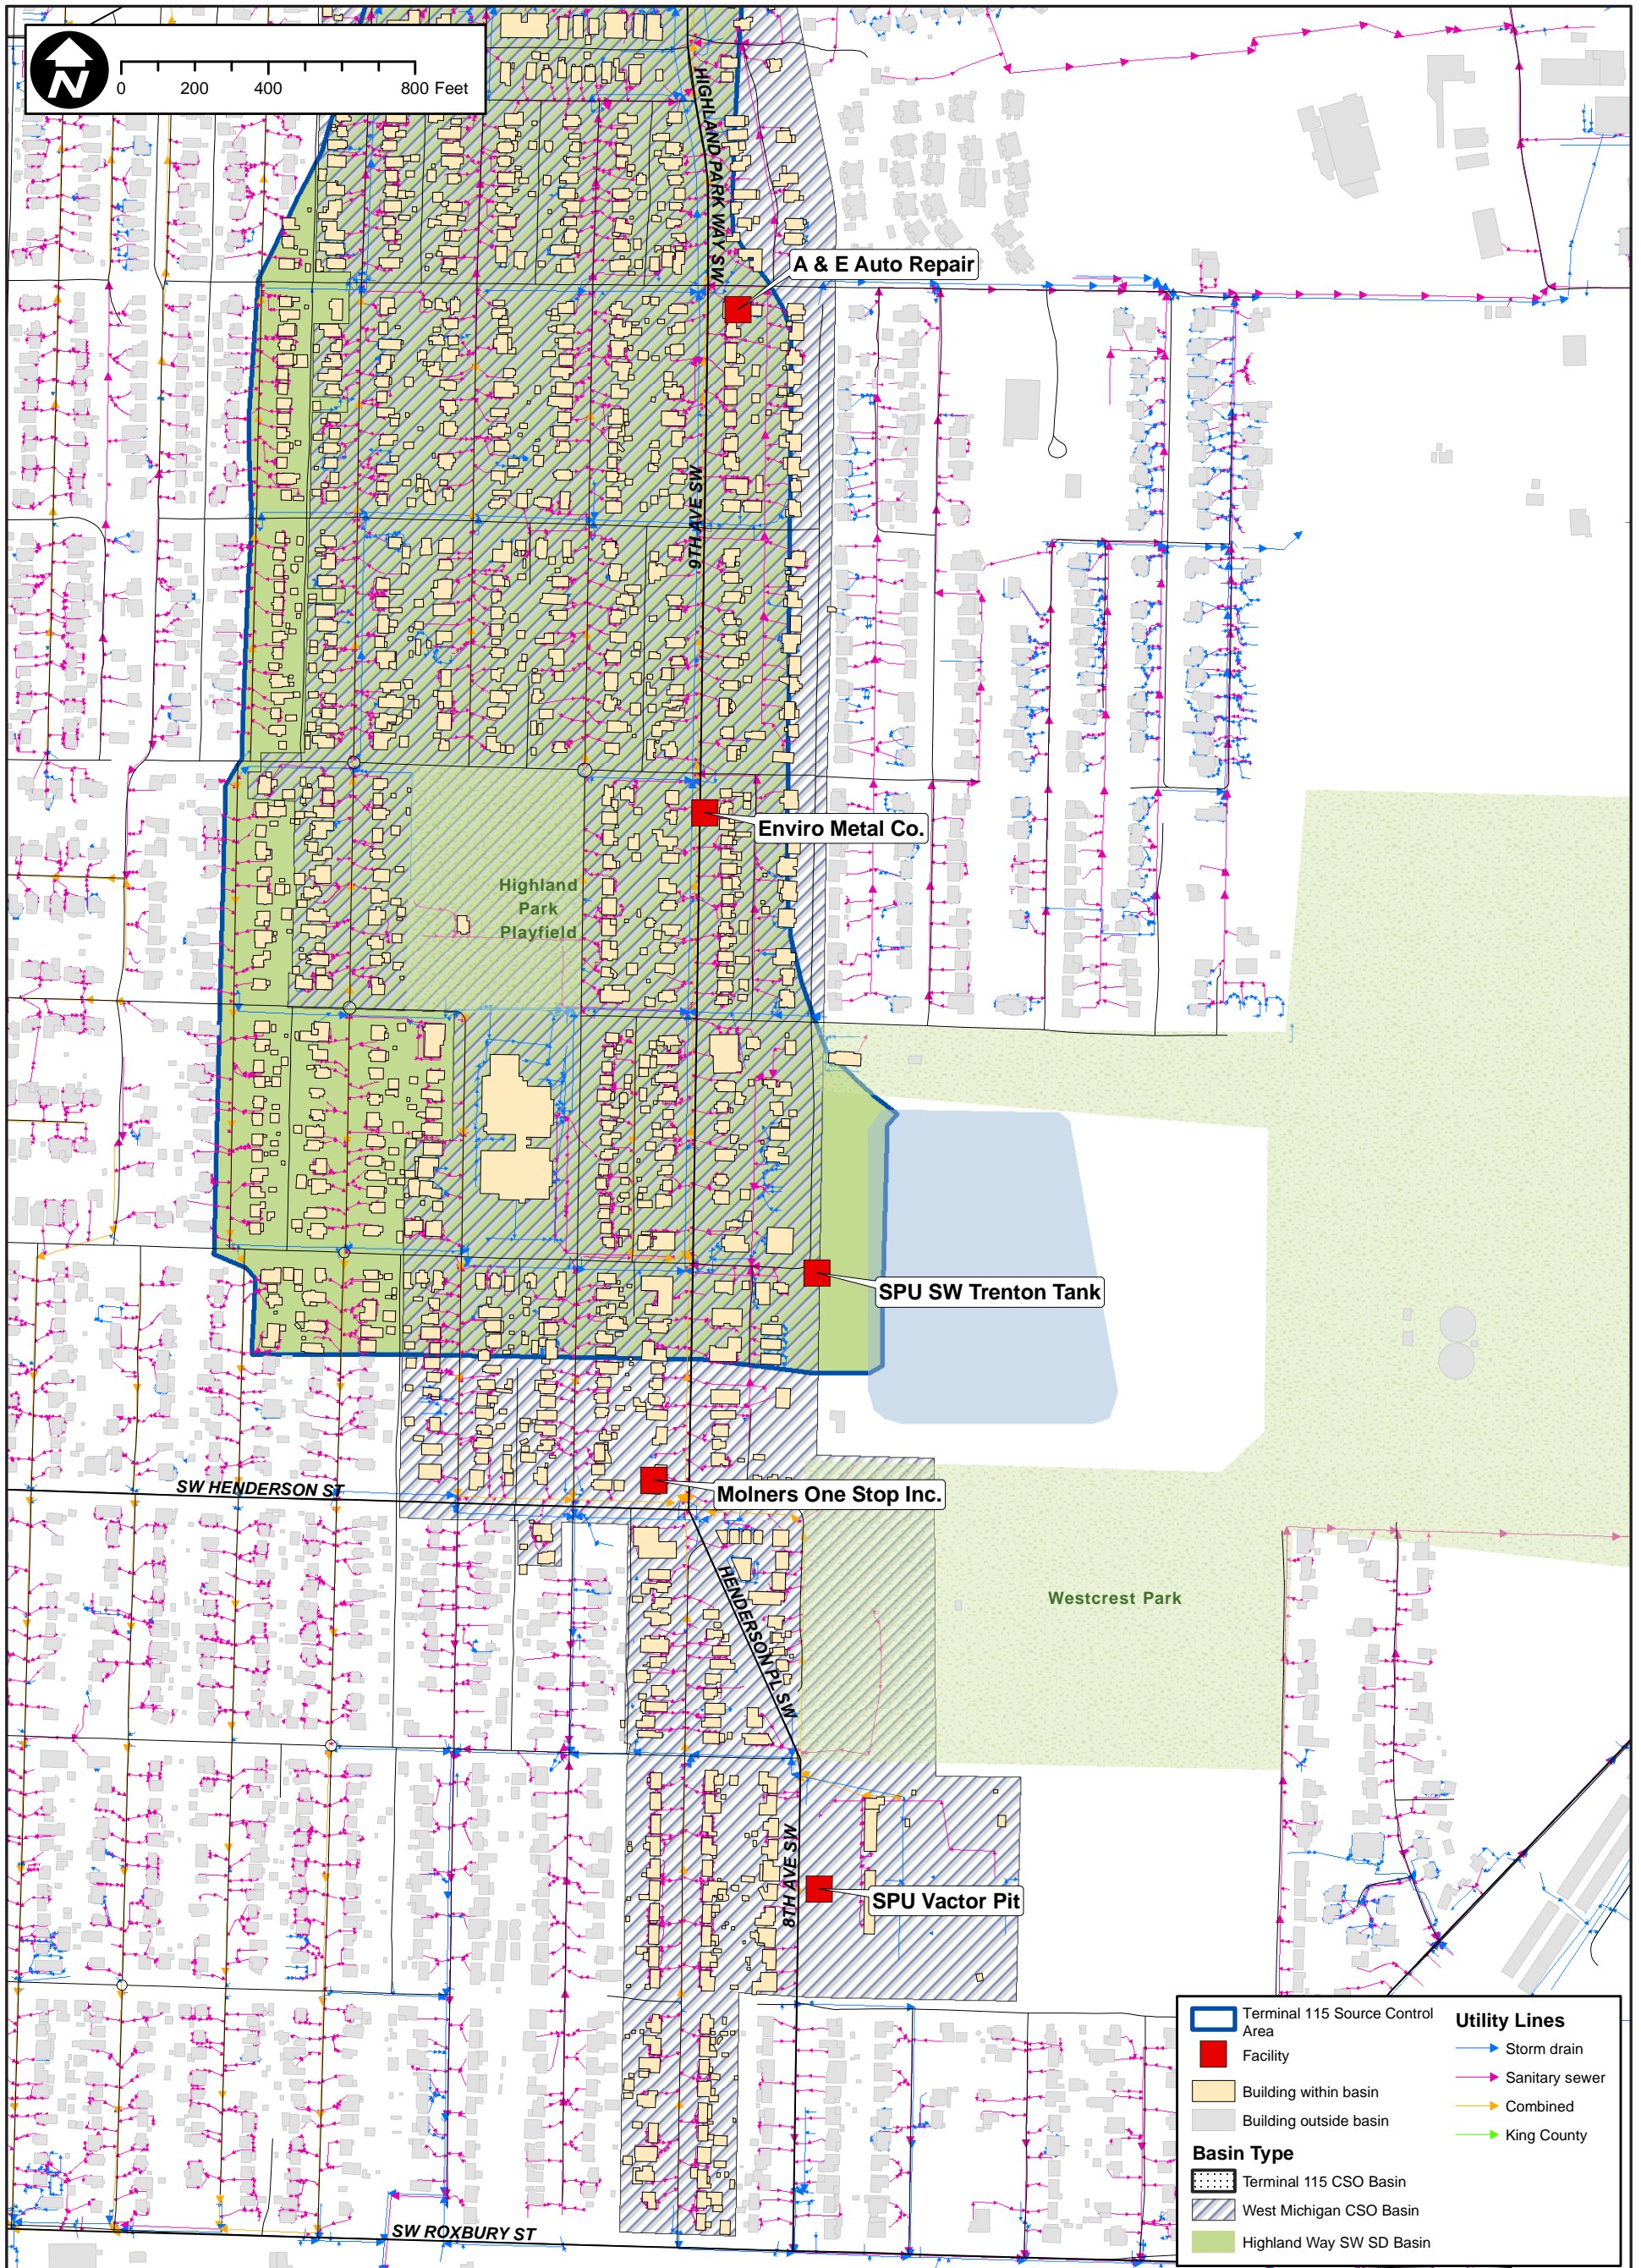 N
0 200 400 800 Feet
HIGHLAND PARK WAY SW
A & E Auto Repair
9TH AVE SW
Enviro Metal Co.
Highland
Park
Playfield
SPU SW Trenton Tank
SW HENDERSON ST
Molners One Stop Inc.
HENDERSON PL SW
Westcrest Park
8TH AVE SW
SPU Vactor Pit
SW ROXBURY ST
Terminal 115 Source Control
Area
Facility
Building within basin
Building outside basin
Basin Type
Terminal 115 CSO Basin
West Michigan CSO Basin
Highland Way SW SD Basin
Utility Lines
Storm drain
Sanitary sewer
Combined
King County